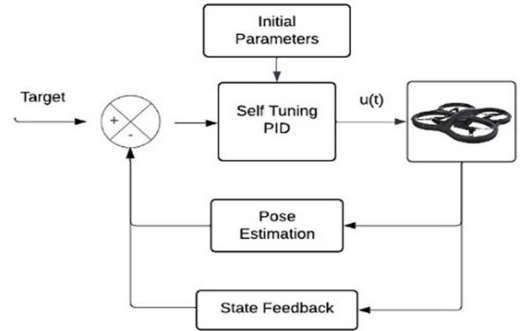 Initial
Parameters
Target
+
-
Self Tuning
PID
u(t)
Pose
Estimation
State Feedback